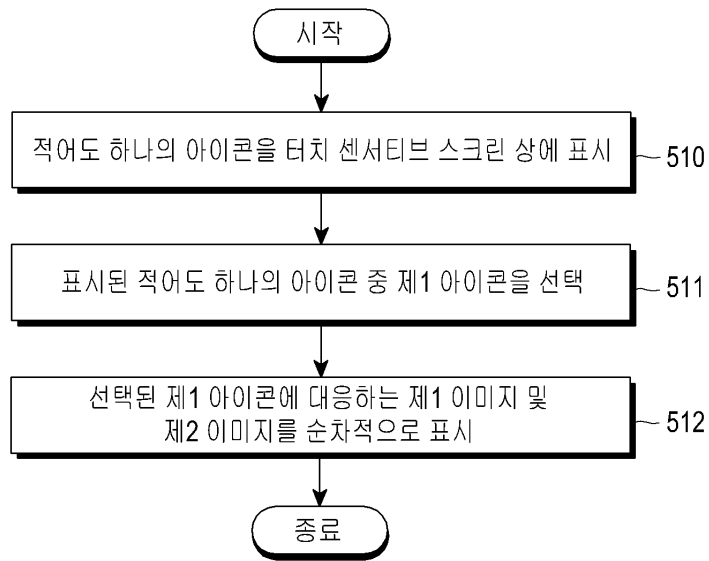 시작
적어도 하나의 아이콘을 터치 센서티브 스크린 상에 표시
510
표시된 적어도 하나의 아이콘 중 제1 아이콘을 선택
511
선택된 제1 아이콘에 대응하는 제1 이미지 및
제2 이미지를 순차적으로 표시
512
종료